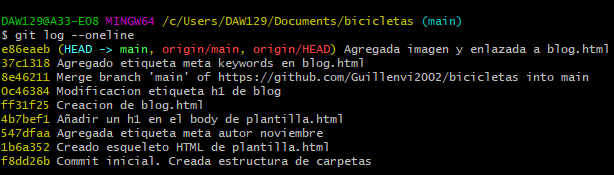 DAW129@A33-E08 MINGW64 /c/Users/DAW129/Documents/bicicletas (main)
$ git log --oneline
e86eaeb (HEAD -> main, origin/main, origin/HEAD) Agregada imagen y enlazada a blog.html
37c1318 Agregado etiqueta meta keywords en blog.html
8e46211 Merge branch 'main' of https://github.com/Guillenvi2002/bicicletas into main
0c46384 Modificacion etiqueta h1 de blog
ff31f25 Creacion de blog.html
4b7bef1 Añadir un h1 en el body de plantilla.html
547dfaa Agregada etiqueta meta autor noviembre
1b6a352 Creado esqueleto HTML de plantilla.html
f8dd26b Commit inicial. Creada estructura de carpetas